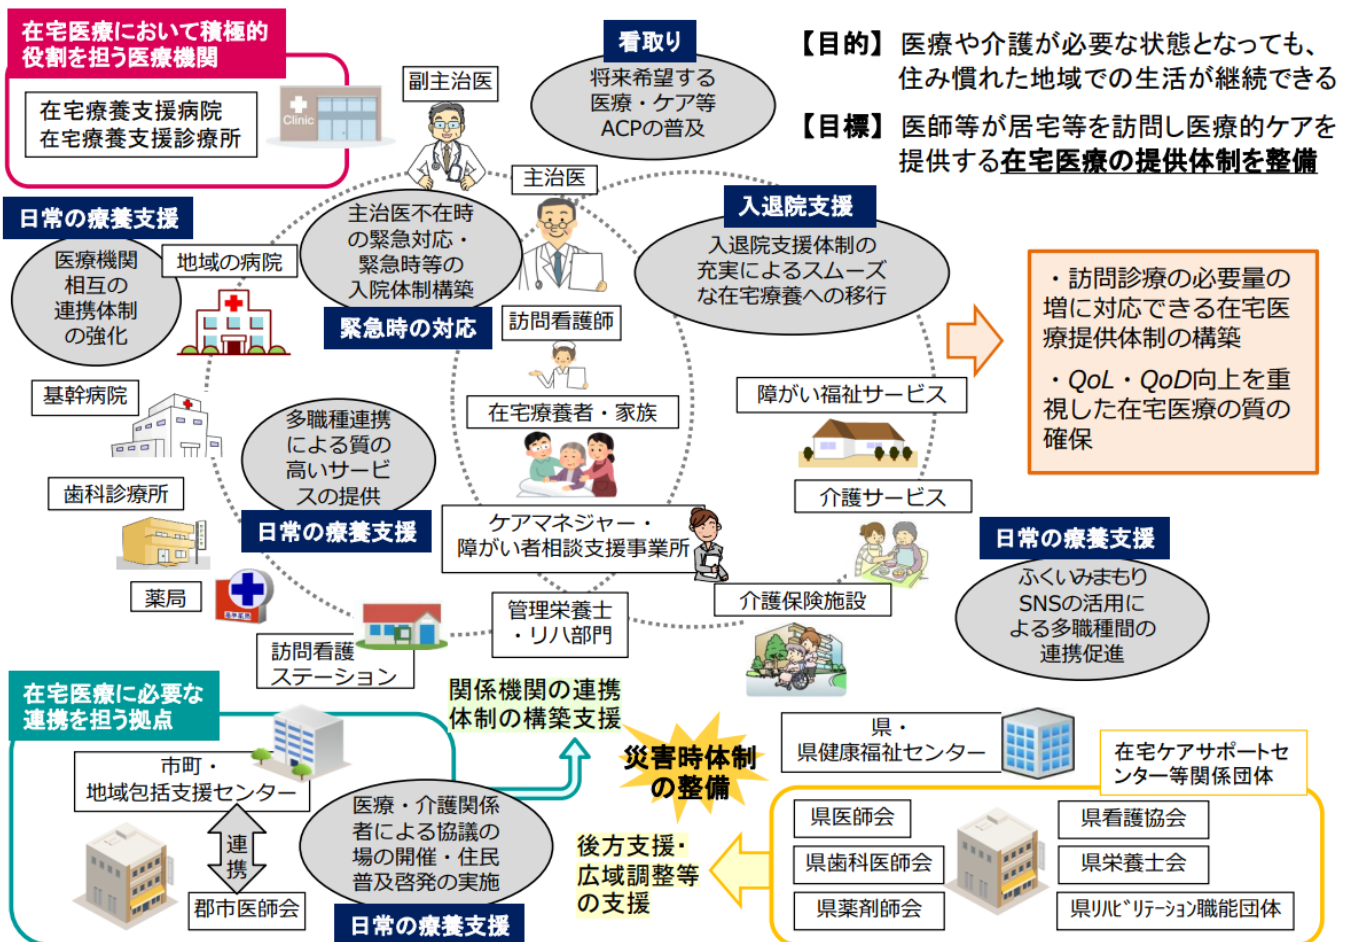 在宅医療において積極的
役割を担う医療機関
在宅療養支援病院
在宅療養支援診療所
Clinic
副主治医
看取り
将来希望する
医療・ケア等
ACPの普及
【目的】 医療や介護が必要な状態となっても、
住み慣れた地域での生活が継続できる
【目標】 医師等が居宅等を訪問し医療的ケアを
提供する在宅医療の提供体制を整備
主治医
日常の療養支援
医療機関
相互の
連携体制
の強化
地域の病院
主治医不在時
の緊急対応・
緊急時等の
入院体制構築
緊急時の対応
入退院支援
入退院支援体制の
充実によるスムーズ
な在宅療養への移行
訪問看護師
・訪問診療の必要量の
増に対応できる在宅医
療提供体制の構築
・QoL・QoD向上を重
視した在宅医療の質の
確保
基幹病院
多職種連携
による質の
高いサービ
スの提供
日常の療養支援
在宅療養者・家族
障がい福祉サービス
歯科診療所
ケアマネジャー・
障がい者相談支援事業所
介護サービス
日常の療養支援
ふくいみまもり
SNSの活用に
よる多職種間の
連携促進
薬局
訪問看護
ステーション
管理栄養士
・リハ部門
介護保険施設
在宅医療に必要な
連携を担う拠点
市町・
地域包括支援センター
連
携
郡市医師会
医療・介護関係
者による協議の
場の開催・住民
普及啓発の実施
日常の療養支援
関係機関の連携
体制の構築支援
災害時体制
の整備
後方支援・
広域調整等
の支援
県・
県健康福祉センター
在宅ケアサポートセ
ンター等関係団体
県医師会
県歯科医師会
県薬剤師会
県看護協会
県栄養士会
県ﾘﾊﾋﾞﾘﾃｰｼｮﾝ職能団体